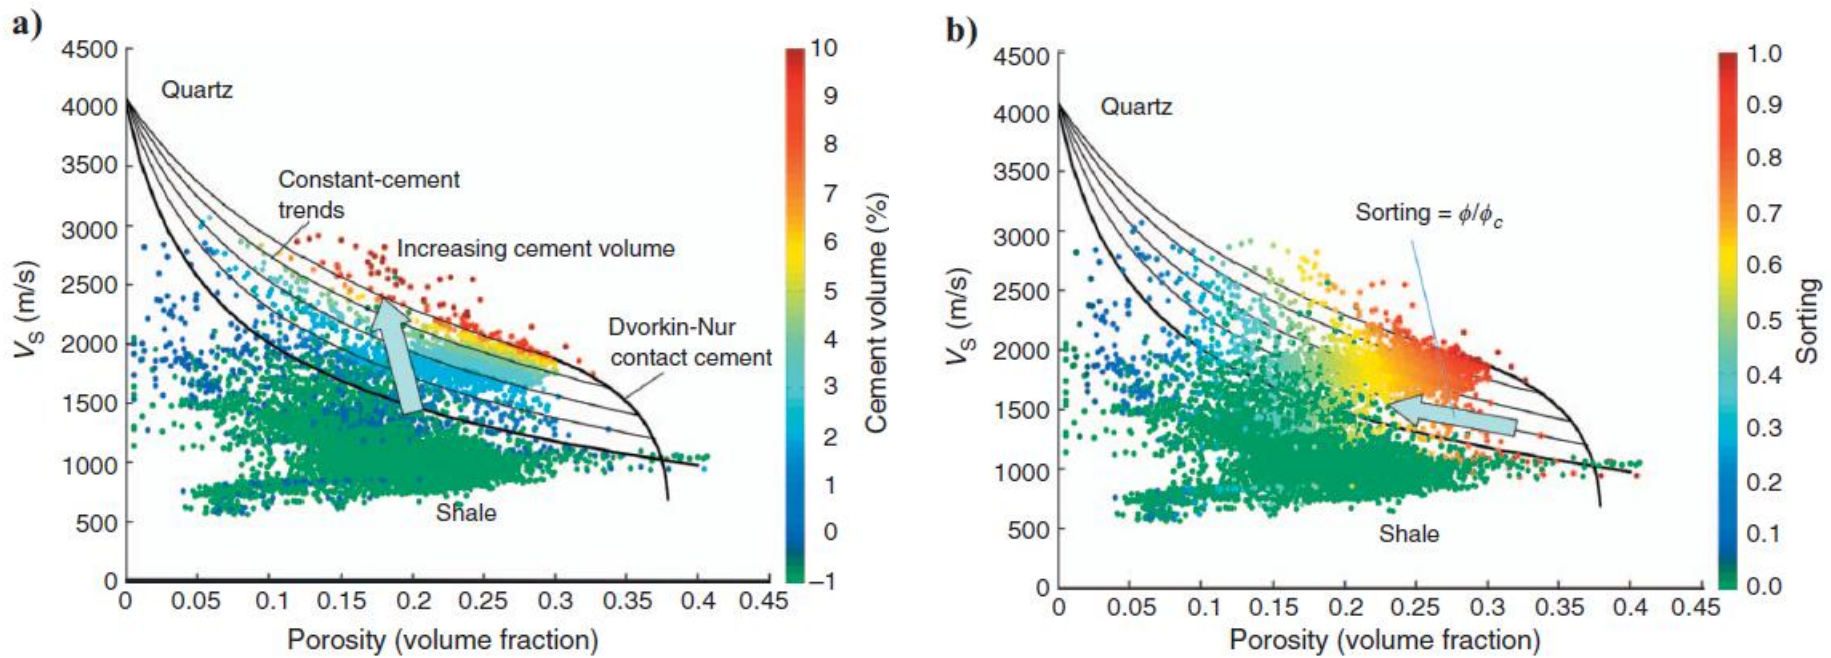 a)
4500
4000
3500
3000
2500
2000
1500
1000
500
0
V_S (m/s)
Quartz
Constant-cement
trends
Increasing cement volume
Dvorkin-Nur
contact cement
Shale
0 0.05 0.1 0.15 0.2 0.25 0.3 0.35 0.4 0.45
Porosity (volume fraction)
10
9
8
7
6
5
4
3
2
1
0
–1
Cement volume (%)
b)
4500
4000
3500
3000
2500
2000
1500
1000
500
0
V_S (m/s)
Quartz
Sorting = ϕ/ϕ_c
Shale
0 0.05 0.1 0.15 0.2 0.25 0.3 0.35 0.4 0.45
Porosity (volume fraction)
1.0
0.9
0.8
0.7
0.6
0.5
0.4
0.3
0.2
0.1
0.0
Sorting